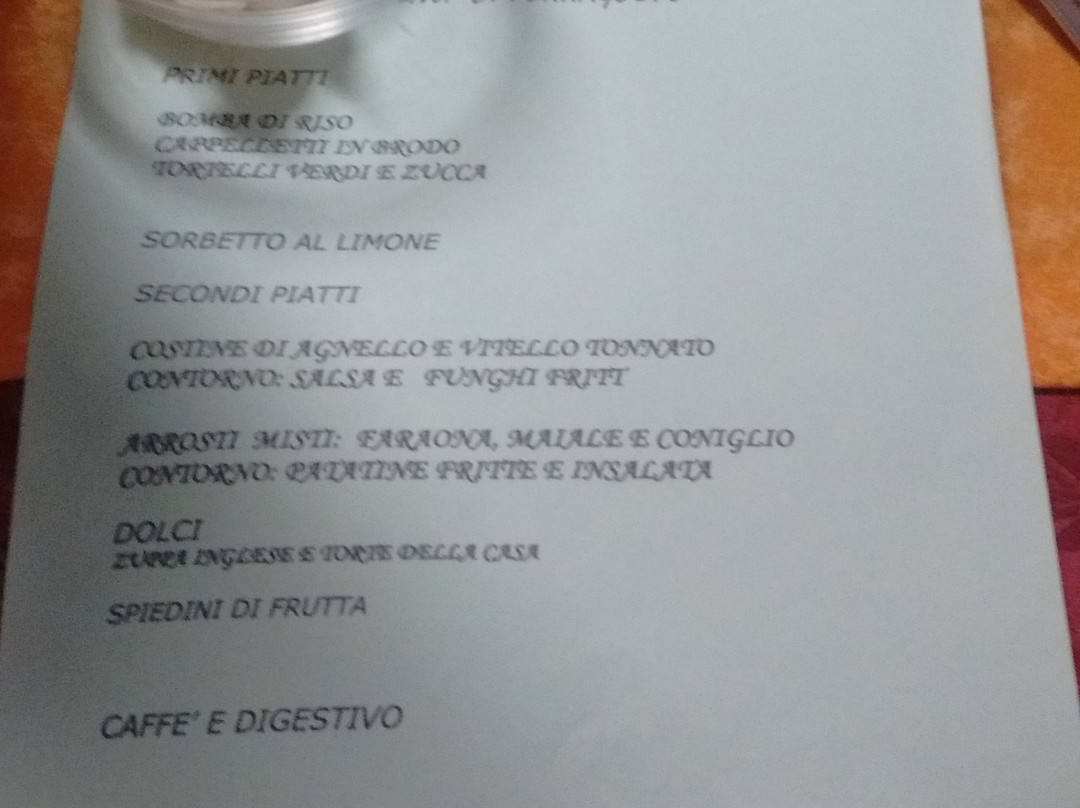 PRIMI PIATTI
BOMBA DI RISO
CAPPELLETTI IN BRODO
TORTELLI VERDI E ZUCCA
SORBETTO AL LIMONE
SECONDI PIATTI
COSTINE DI AGNELLO E VITELLO TONNATO
CONTORNO: SALSA E FUNGHI FRITT
ARROSTI MISTI: FARAONA, MAIALE E CONIGLIO
CONTORNO: PATATINE FRITTE E INSALATA
DOLCI
ZUPPA INGLESE E TORTE DELLA CASA
SPIEDINI DI FRUTTA
CAFFE' E DIGESTIVO